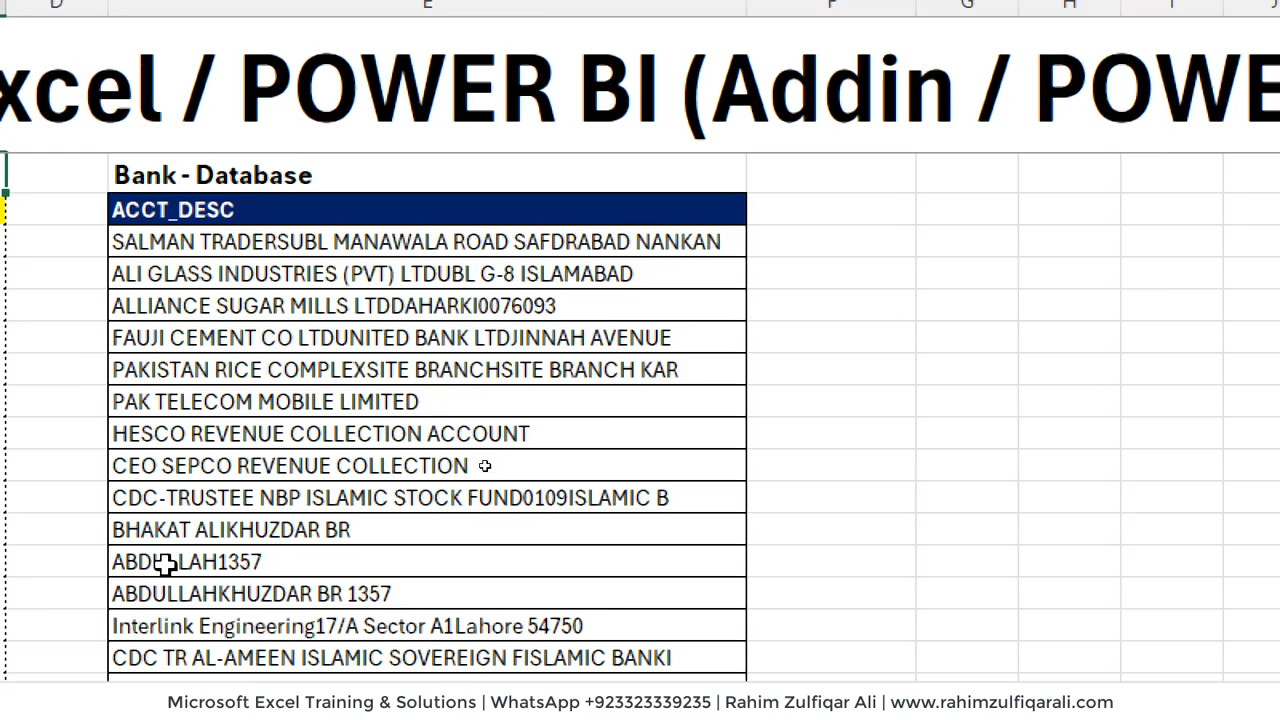 D E F G H I J
xcel / POWER BI (Addin / POWE
Bank - Database
ACCT_DESC
SALMAN TRADERSUBL MANAWALA ROAD SAFDRABAD NANKAN
ALI GLASS INDUSTRIES (PVT) LTDUBL G-8 ISLAMABAD
ALLIANCE SUGAR MILLS LTDDAHARKI0076093
FAUJI CEMENT CO LTDUNITED BANK LTDJINNAH AVENUE
PAKISTAN RICE COMPLEXSITE BRANCHSITE BRANCH KAR
PAK TELECOM MOBILE LIMITED
HESCO REVENUE COLLECTION ACCOUNT
CEO SEPCO REVENUE COLLECTION
CDC-TRUSTEE NBP ISLAMIC STOCK FUND0109ISLAMIC B
BHAKAT ALIKHUZDAR BR
ABDULLAH1357
ABDULLAHKHUZDAR BR 1357
Interlink Engineering17/A Sector A1Lahore 54750
CDC TR AL-AMEEN ISLAMIC SOVEREIGN FISLAMIC BANKI
Microsoft Excel Training & Solutions | WhatsApp +923323339235 | Rahim Zulfiqar Ali | www.rahimzulfiqarali.com